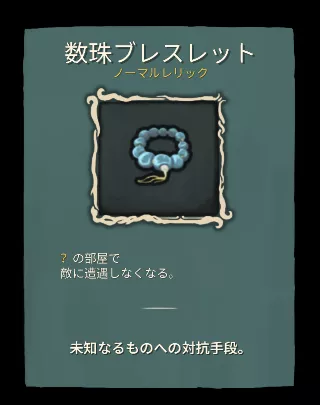 数珠ブレスレット
ノーマルレリック
? の部屋で
敵に遭遇しなくなる。
未知なるものへの対抗手段。